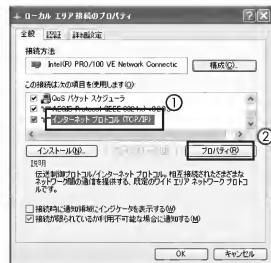 ローカル エリア接続のプロパティ
全般 認証 詳細設定
接続方法
Intel(R) PRO/100 VE Network Connectic
構成(C)...
この接続は次の項目を使用します(O):
QoS パケット スケジューラ
①
AEGIS Protocol IEEE 802.1x
インターネット プロトコル (TCP/IP)
②
インストール(N)...
プロパティ(R)
説明
伝送制御プロトコル/インターネット プロトコル。相互接続されたさまざまな
ネットワーク間の通信を提供する、既定のワイド エリア ネットワーク プロトコ
ルです。
接続時に通知領域にインジケータを表示する(W)
接続が限られているか利用不可能な場合に通知する(M)
OK
キャンセル